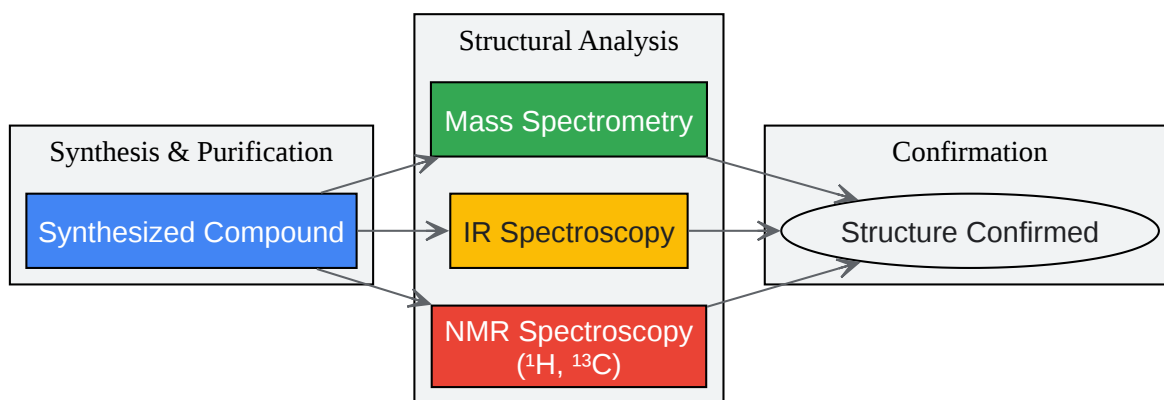 Synthesis & Purification
Synthesized Compound
Structural Analysis
Mass Spectrometry
IR Spectroscopy
NMR Spectroscopy
(¹H, ¹³C)
Confirmation
Structure Confirmed